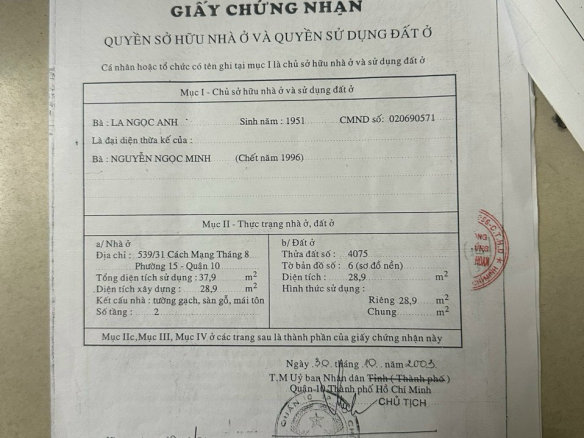 GIẤY CHỨNG NHẬN
QUYỀN SỞ HỮU NHÀ Ở VÀ QUYỀN SỬ DỤNG ĐẤT Ở
Cá nhân hoặc tổ chức có tên ghi tại mục I là chủ sở hữu nhà ở và sử dụng đất ở
Mục I - Chủ sở hữu nhà ở và sử dụng đất ở
Bà : LA NGỌC ANH Sinh năm : 1951 CMND số: 020690571
Là đại diện thừa kế của :
Bà : NGUYỄN NGỌC MINH (Chết năm 1996)
Mục II - Thực trạng nhà ở, đất ở
a/ Nhà ở
Địa chỉ : 539/31 Cách Mạng Tháng 8
Phường 15 - Quận 10
Tổng diện tích sử dụng : 37,9 m2
Diện tích xây dựng : 28,9 m2
Kết cấu nhà : tường gạch, sàn gỗ, mái tôn
Số tầng : 2
b/ Đất ở
Thửa đất số : 4075
Tờ bản đồ số : 6 (sơ đồ nền)
Diện tích : 28,9 m2
Hình thức sử dụng :
Riêng 28,9 m2
Chung m2
Mục IIc, Mục III, Mục IV ở các trang sau là thành phần của giấy chứng nhận này
Ngày 30 tháng 10 năm 2003
T.M Uỷ ban Nhân dân Tỉnh ( Thành phố )
Quận 10 Thành phố Hồ Chí Minh
CHỦ TỊCH
QUẬN 10